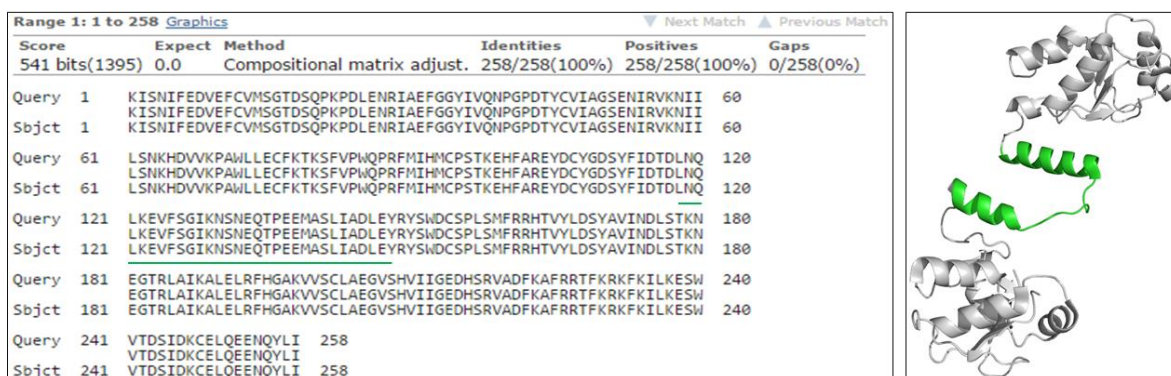 Range 1: 1 to 258 Graphics ▼ Next Match ▲ Previous Match
Score Expect Method Identities Positives Gaps
541 bits(1395) 0.0 Compositional matrix adjust. 258/258(100%) 258/258(100%) 0/258(0%)
Query 1 KISNIFEDVEFCVMSGTDSQPKPDLENRIAEFGGYIVQNPGPDTYCVIAGSENIRVKNII 60
KISNIFEDVEFCVMSGTDSQPKPDLENRIAEFGGYIVQNPGPDTYCVIAGSENIRVKNII
Sbjct 1 KISNIFEDVEFCVMSGTDSQPKPDLENRIAEFGGYIVQNPGPDTYCVIAGSENIRVKNII 60
Query 61 LSNKHDVVKPAWLLECFKTKSFVPWQPRFMIHMCPSTKEHFAREYDCYGDSYFIDTDLNQ 120
LSNKHDVVKPAWLLECFKTKSFVPWQPRFMIHMCPSTKEHFAREYDCYGDSYFIDTDLNQ
Sbjct 61 LSNKHDVVKPAWLLECFKTKSFVPWQPRFMIHMCPSTKEHFAREYDCYGDSYFIDTDLNQ 120
Query 121 LKEVFSGIKNSNEQTPEEMASLIADLEYRYSWDCSPLSMFRRHTVYLDSYAVINDLSTKN 180
LKEVFSGIKNSNEQTPEEMASLIADLEYRYSWDCSPLSMFRRHTVYLDSYAVINDLSTKN
Sbjct 121 LKEVFSGIKNSNEQTPEEMASLIADLEYRYSWDCSPLSMFRRHTVYLDSYAVINDLSTKN 180
Query 181 EGTRLAIKALELRFHGAKVVSCLAEGVSHVIIGEDHSRVADFKAFRRTFKRKFKILKESW 240
EGTRLAIKALELRFHGAKVVSCLAEGVSHVIIGEDHSRVADFKAFRRTFKRKFKILKESW
Sbjct 181 EGTRLAIKALELRFHGAKVVSCLAEGVSHVIIGEDHSRVADFKAFRRTFKRKFKILKESW 240
Query 241 VTDSIDKCELQEENQYLI 258
VTDSIDKCELQEENQYLI
Sbjct 241 VTDSIDKCELQEENQYLI 258